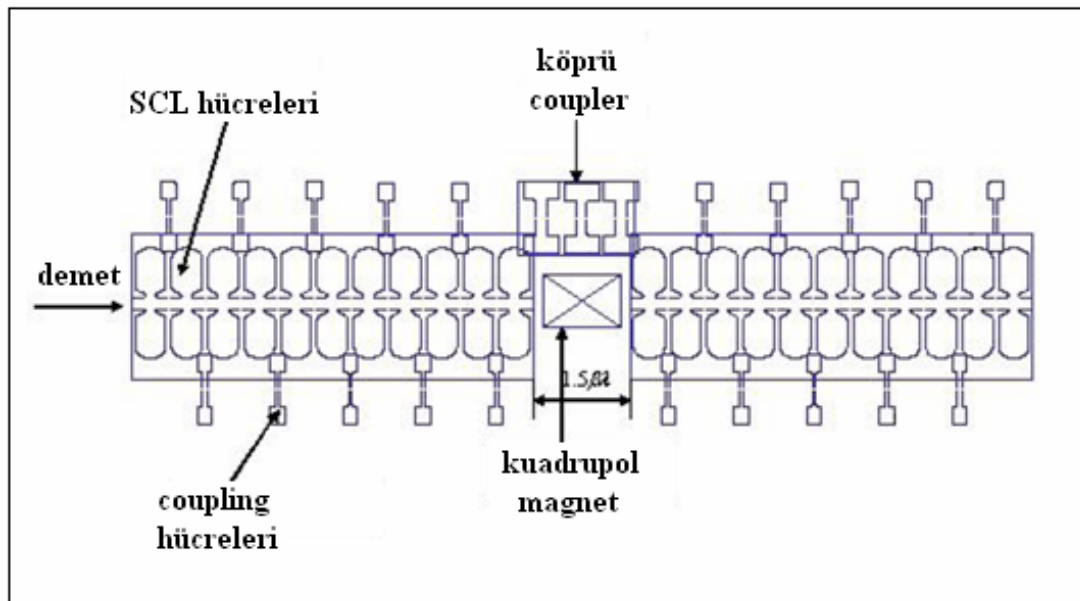 köprü
coupler
SCL hücreleri
demet
1.5βλ
kuadrupol
magnet
coupling
hücreleri